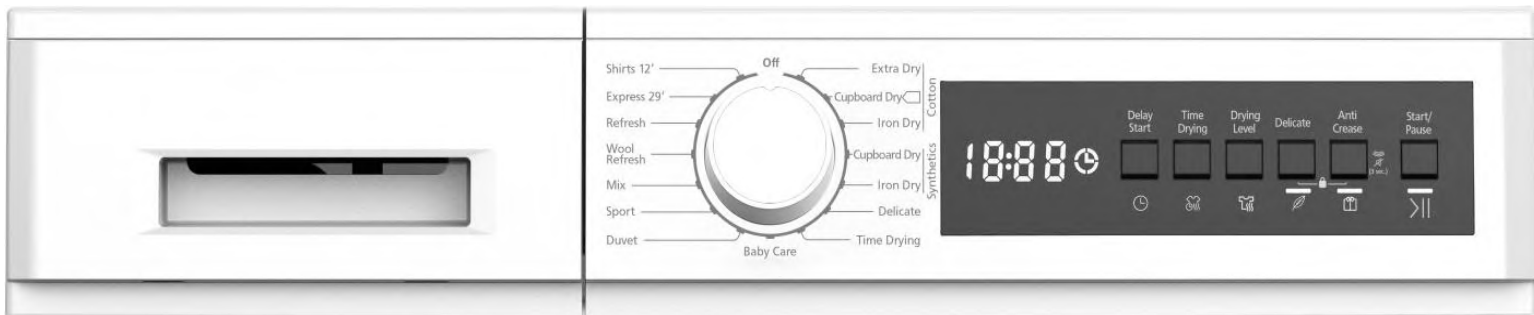 Off
Shirts 12'
Express 29'
Refresh
Wool
Refresh
Mix
Sport
Duvet
Baby Care
Extra Dry
Cupboard Dry
Iron Dry
Cotton
Cupboard Dry
Iron Dry
Synthetics
Delicate
Time Drying
18:88
Delay
Start
Time
Drying
Drying
Level
Delicate
Anti
Crease
(3 sec.)
Start/
Pause